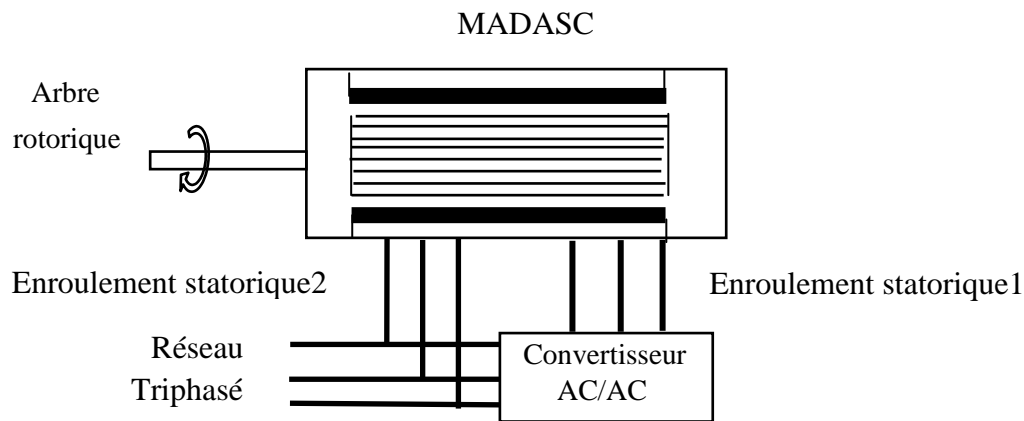 MADASC
Arbre
rotorique
Enroulement statorique2
Enroulement statorique1
Réseau
Triphasé
Convertisseur
AC/AC